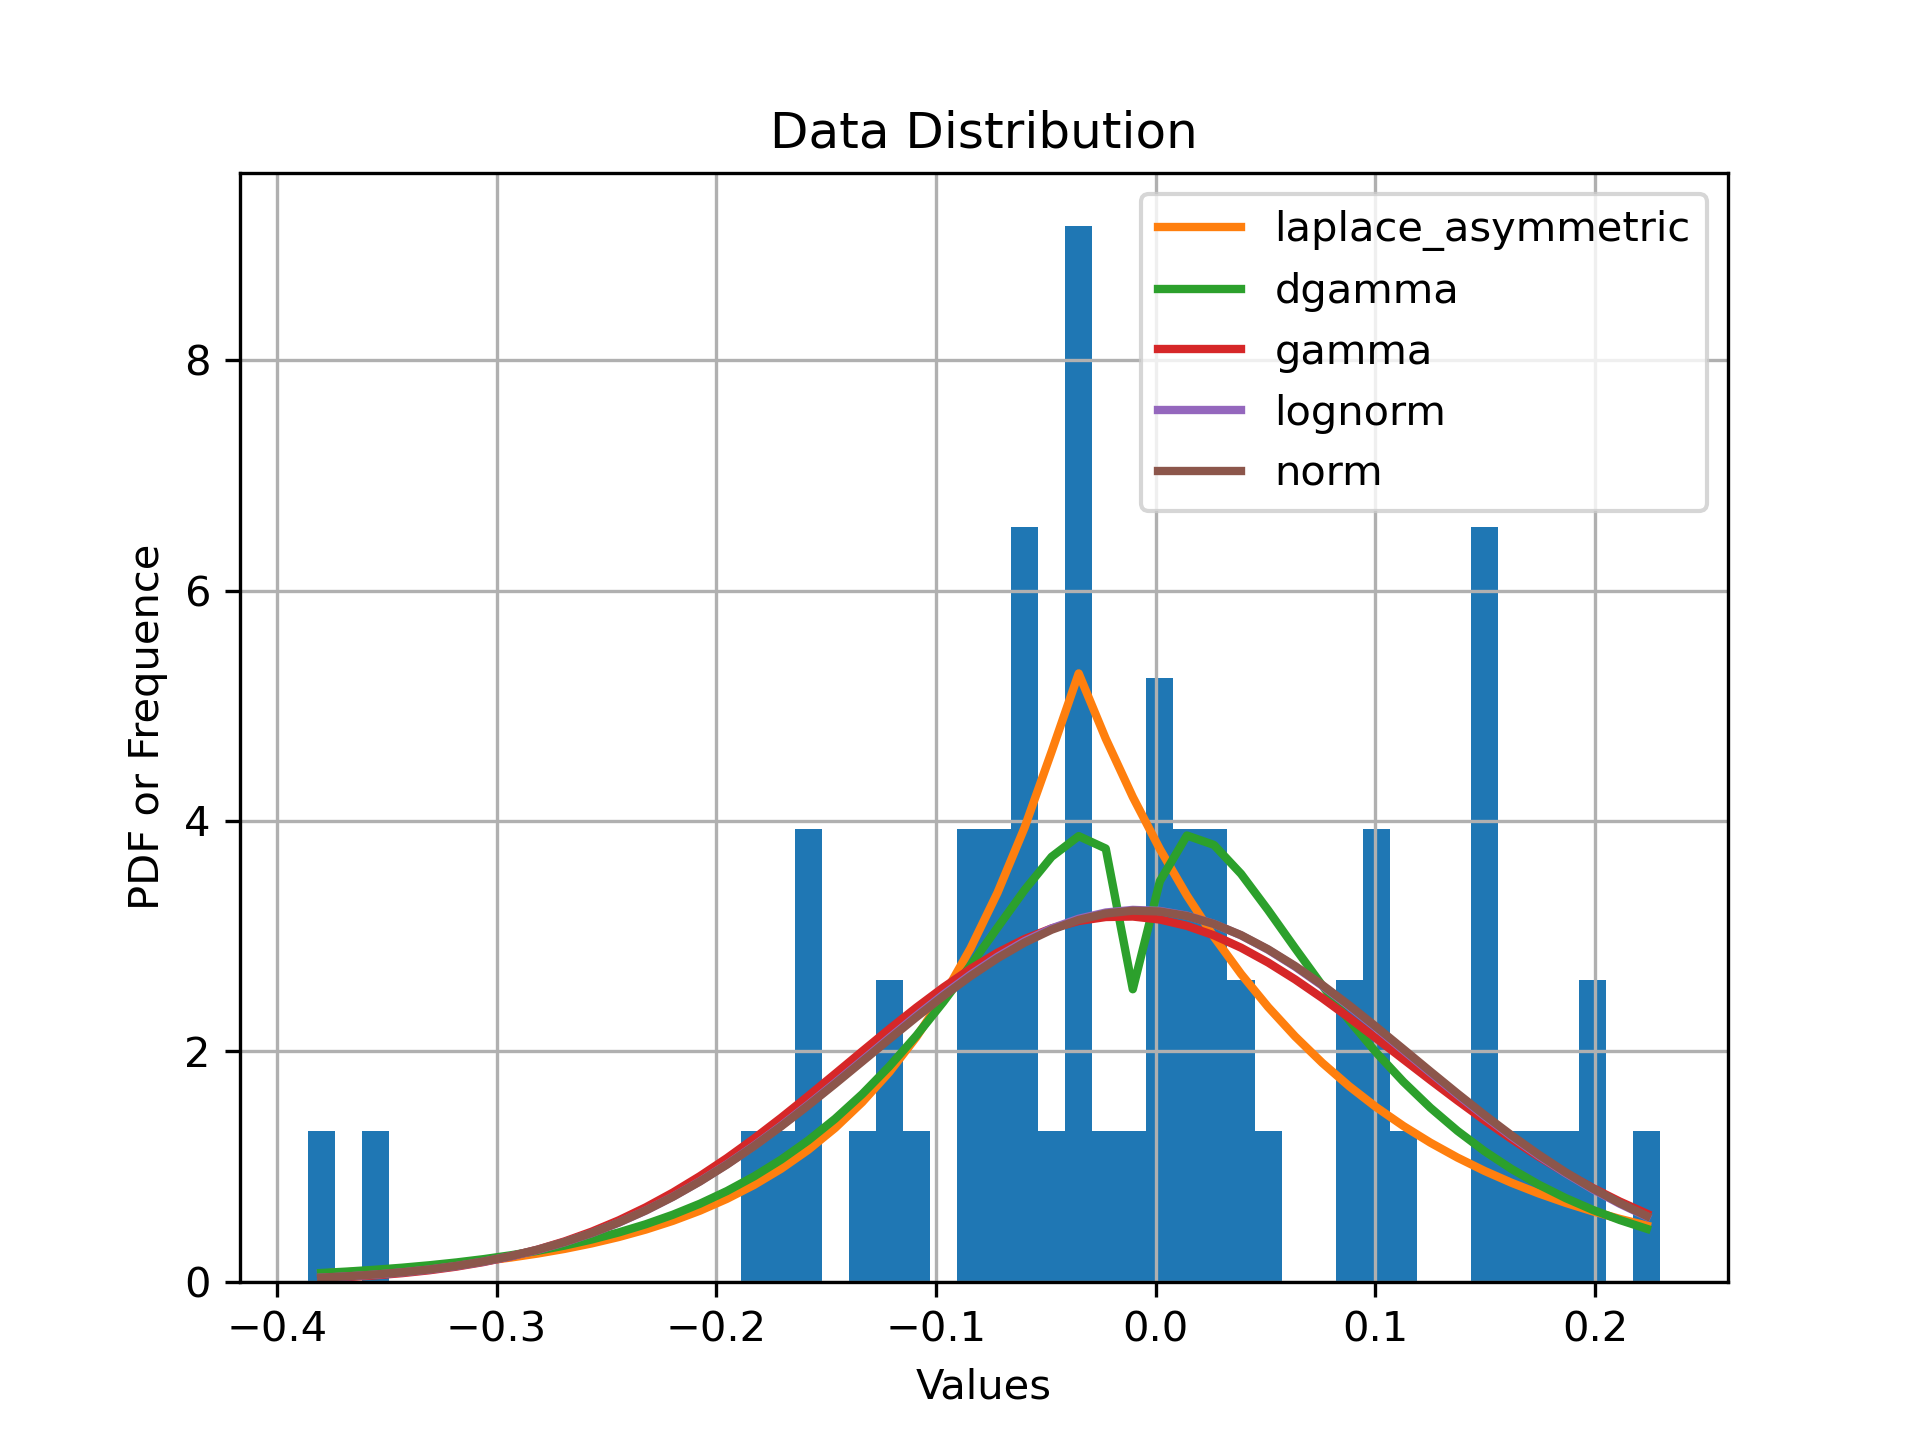 Data Distribution
laplace_asymmetric
dgamma
gamma
lognorm
norm
PDF or Frequence
8
6
4
2
0
−0.4 −0.3 −0.2 −0.1 0.0 0.1 0.2
Values